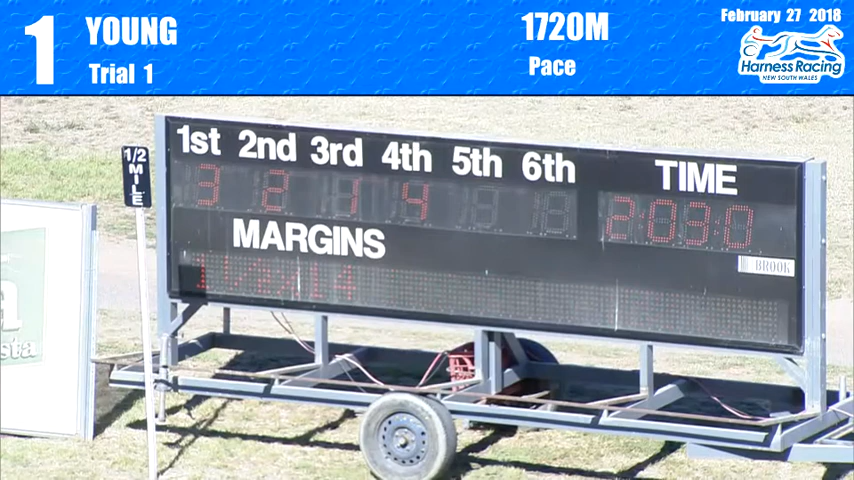 1 YOUNG 1720M February 27 2018
Trial 1 Pace
Harness Racing
NEW SOUTH WALES
1/2
MILE
1st 2nd 3rd 4th 5th 6th TIME
3 2 1 4 2:03:0
MARGINS
BROOK
a
sta